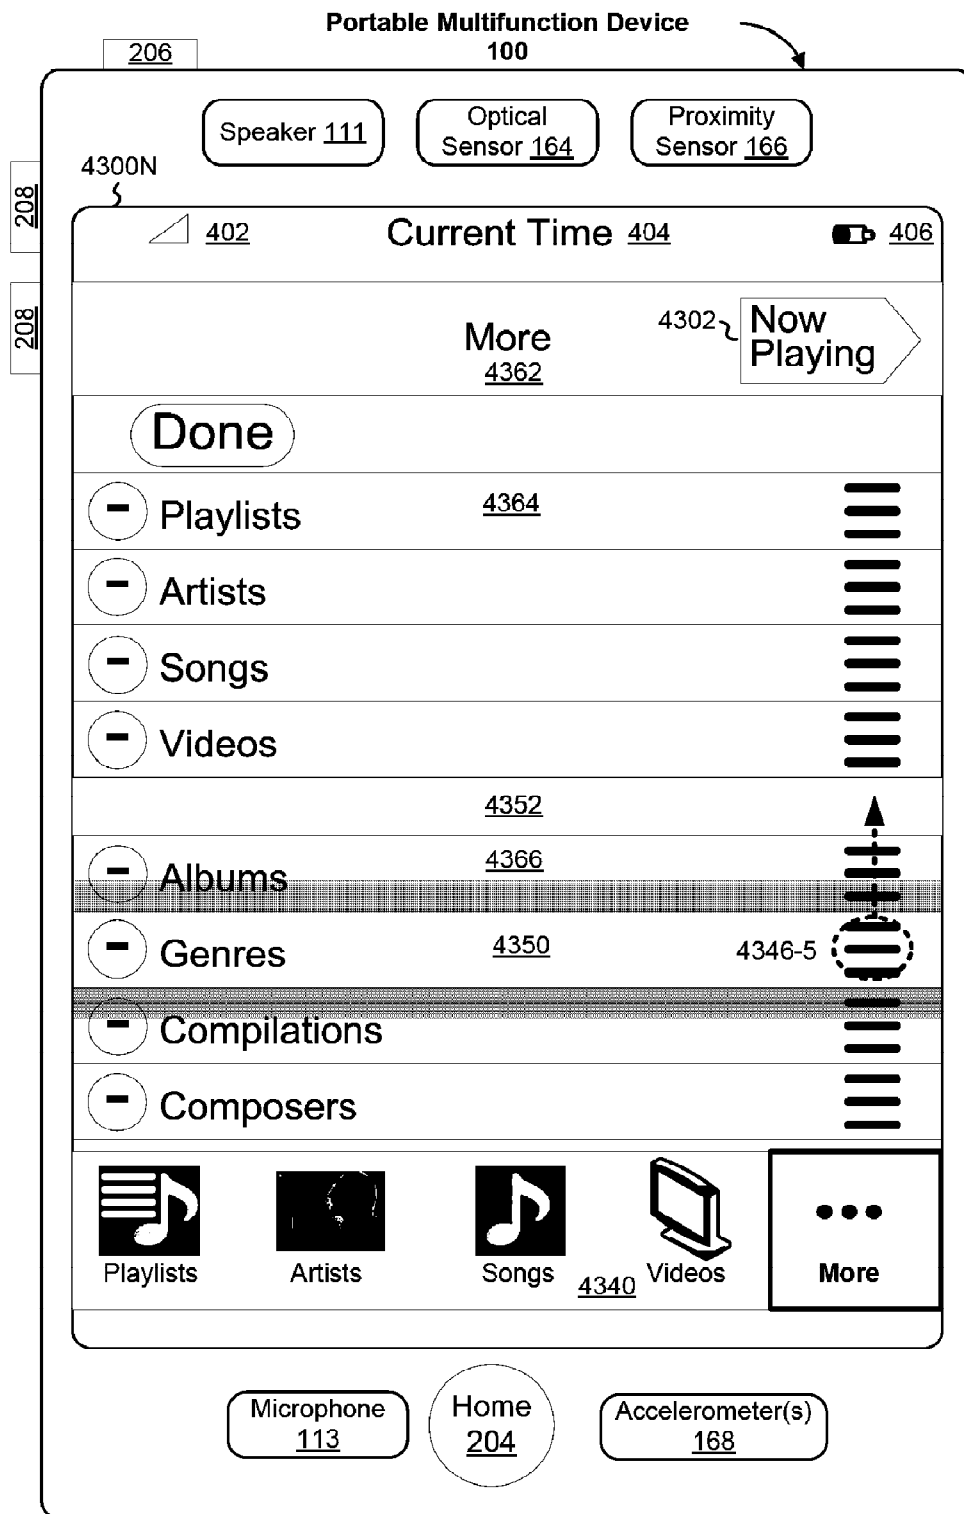 Portable Multifunction Device
100
206
Speaker 111
Optical
Sensor 164
Proximity
Sensor 166
4300N
208
402
Current Time 404
406
208
More
4362
4302
Now
Playing
Done
- Playlists
4364
- Artists
- Songs
- Videos
4352
- Albums
4366
- Genres
4350
4346-5
- Compilations
- Composers
Playlists
Artists
Songs
4340
Videos
More
Microphone
113
Home
204
Accelerometer(s)
168